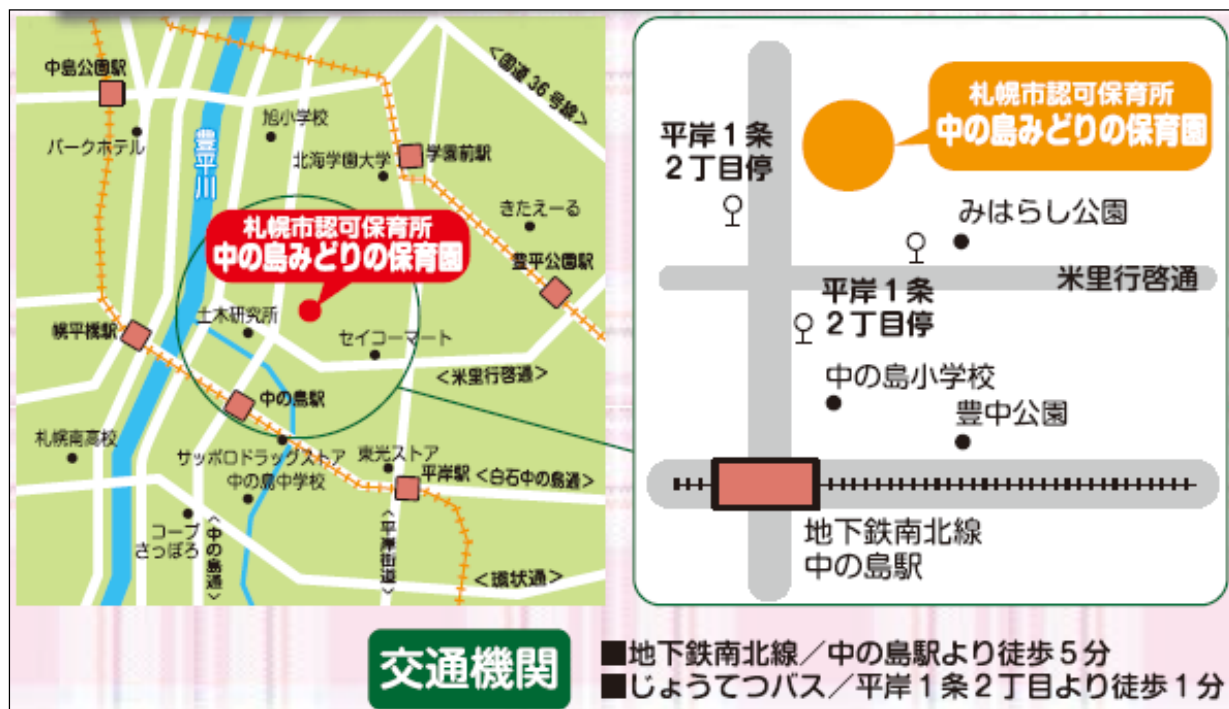 中島公園駅
パークホテル
豊平川
旭小学校
北海学園大学
学園前駅
<国道36号線>
きたえーる
豊平公園駅
札幌市認可保育所
中の島みどりの保育園
幌平橋駅
土木研究所
セイコーマート
<米里行啓通>
中の島駅
札幌南高校
サッポロドラッグストア
中の島中学校
東光ストア
平岸駅
<白石中の島通>
コープ
さっぽろ
<中の島通>
<平岸街道>
<環状通>
札幌市認可保育所
中の島みどりの保育園
平岸1条
2丁目停
みはらし公園
米里行啓通
平岸1条
2丁目停
中の島小学校
豊中公園
地下鉄南北線
中の島駅
交通機関
■地下鉄南北線/中の島駅より徒歩5分
■じょうてつバス/平岸1条2丁目より徒歩1分